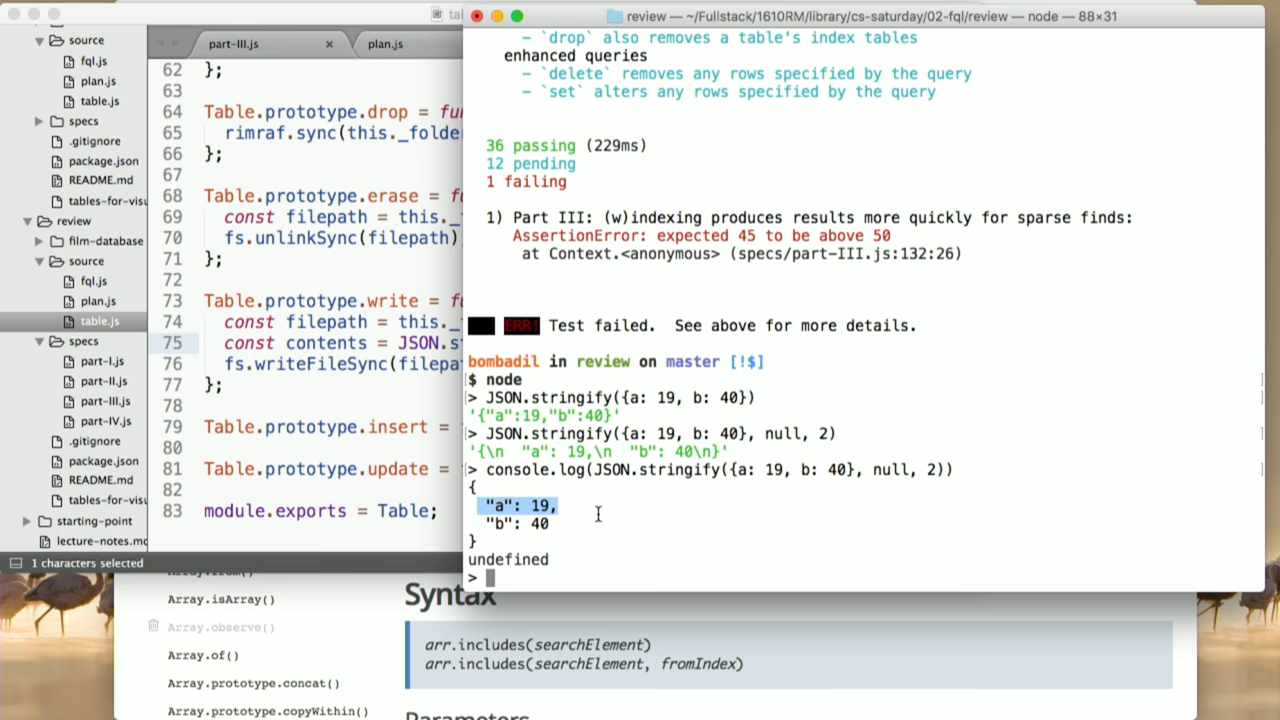 source
fql.js
plan.js
table.js
specs
.gitignore
package.json
README.md
tables-for-visu
review
film-database
source
fql.js
plan.js
table.js
specs
part-I.js
part-II.js
part-III.js
part-IV.js
.gitignore
package.json
README.md
tables-for-visu
starting-point
lecture-notes.mc
1 characters selected
part-III.js ×
plan.js
62 };
63
64 Table.prototype.drop = fu
65 rimraf.sync(this._folde
66 };
67
68 Table.prototype.erase = fu
69 const filepath = this._
70 fs.unlinkSync(filepath)
71 };
72
73 Table.prototype.write = fu
74 const filepath = this._
75 const contents = JSON.s
76 fs.writeFileSync(filepa
77 };
78
79 Table.prototype.insert =
80
81 Table.prototype.update =
82
83 module.exports = Table;
review — ~/Fullstack/1610RM/library/cs-saturday/02-fql/review — node — 88×31
- `drop` also removes a table's index tables
enhanced queries
- `delete` removes any rows specified by the query
- `set` alters any rows specified by the query
36 passing (229ms)
12 pending
1 failing
1) Part III: (w)indexing produces results more quickly for sparse finds:
AssertionError: expected 45 to be above 50
at Context.<anonymous> (specs/part-III.js:132:26)
ERR! Test failed.  See above for more details.
bombadil in review on master [!$]
$ node
> JSON.stringify({a: 19, b: 40})
'{"a":19,"b":40}'
> JSON.stringify({a: 19, b: 40}, null, 2)
'{\n  "a": 19,\n  "b": 40\n}'
> console.log(JSON.stringify({a: 19, b: 40}, null, 2))
{
"a": 19,
"b": 40
}
undefined
>
Array.isArray()
Array.observe()
Array.of()
Array.prototype.concat()
Array.prototype.copyWithin()
Syntax
arr.includes(searchElement)
arr.includes(searchElement, fromIndex)